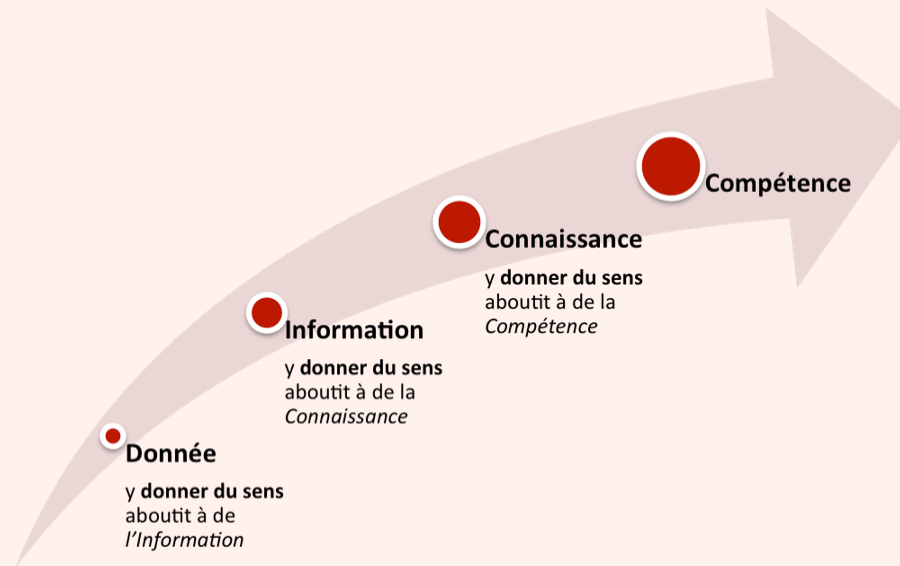 Donnée
y donner du sens
aboutit à de
l’Information
Information
y donner du sens
aboutit à de la
Connaissance
Connaissance
y donner du sens
aboutit à de la
Compétence
Compétence